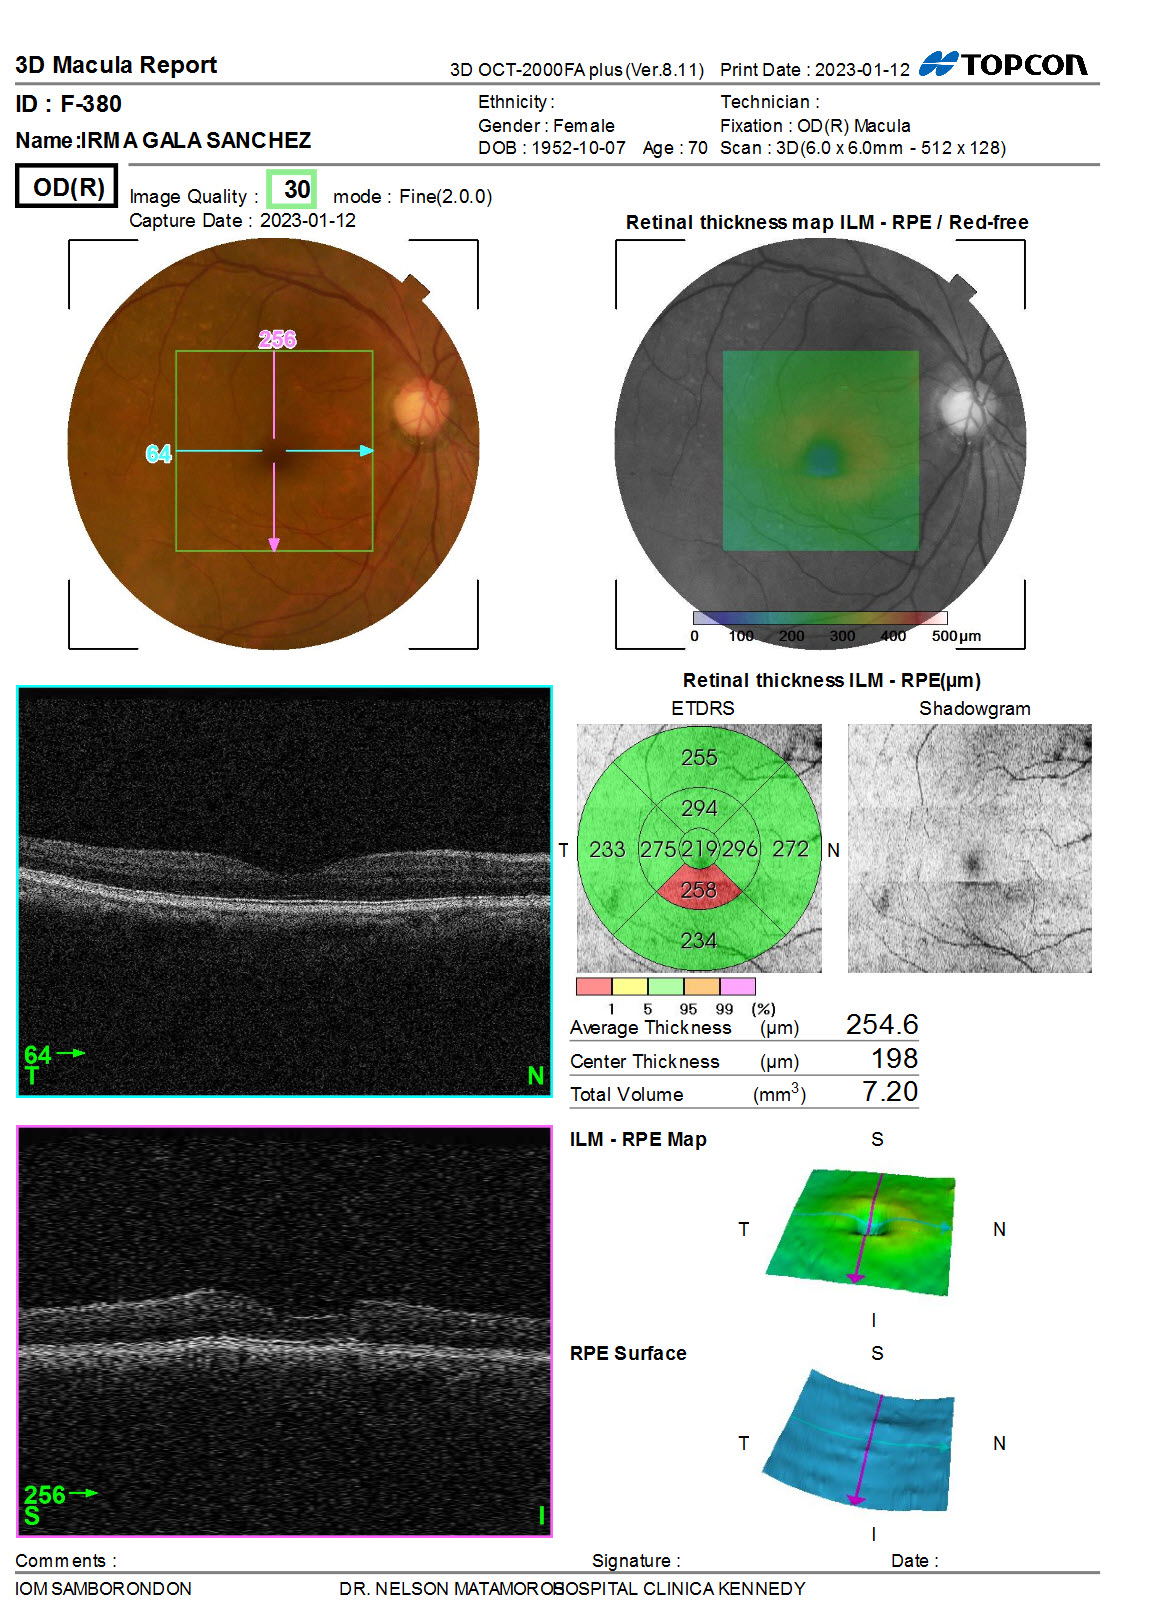 3D Macula Report
3D OCT-2000FA plus(Ver.8.11) Print Date : 2023-01-12 TOPCON
ID : F-380
Ethnicity : Technician :
Gender : Female Fixation : OD(R) Macula
Name:IRMA GALA SANCHEZ
DOB : 1952-10-07 Age : 70 Scan : 3D(6.0 x 6.0mm - 512 x 128)
OD(R)
Image Quality : 30 mode : Fine(2.0.0)
Capture Date : 2023-01-12
Retinal thickness map ILM - RPE / Red-free
256
64
0 100 200 300 400 500µm
Retinal thickness ILM - RPE(µm)
ETDRS Shadowgram
255
294
T 233 275 219 296 272 N
258
234
1 5 95 99 (%)
Average Thickness (µm) 254.6
Center Thickness (µm) 198
Total Volume (mm3) 7.20
64
T N
ILM - RPE Map S
T N
I
RPE Surface S
T N
I
256
S I
Comments : Signature : Date :
IOM SAMBORONDON DR. NELSON MATAMOROS HOSPITAL CLINICA KENNEDY